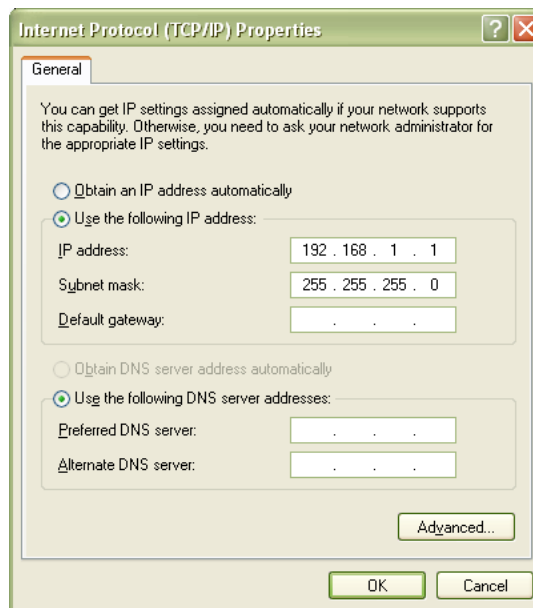 Internet Protocol (TCP/IP) Properties
General
You can get IP settings assigned automatically if your network supports
this capability. Otherwise, you need to ask your network administrator for
the appropriate IP settings.
Obtain an IP address automatically
Use the following IP address:
IP address: 192 . 168 . 1 . 1
Subnet mask: 255 . 255 . 255 . 0
Default gateway: . . .
Obtain DNS server address automatically
Use the following DNS server addresses:
Preferred DNS server: . . .
Alternate DNS server: . . .
Advanced...
OK Cancel